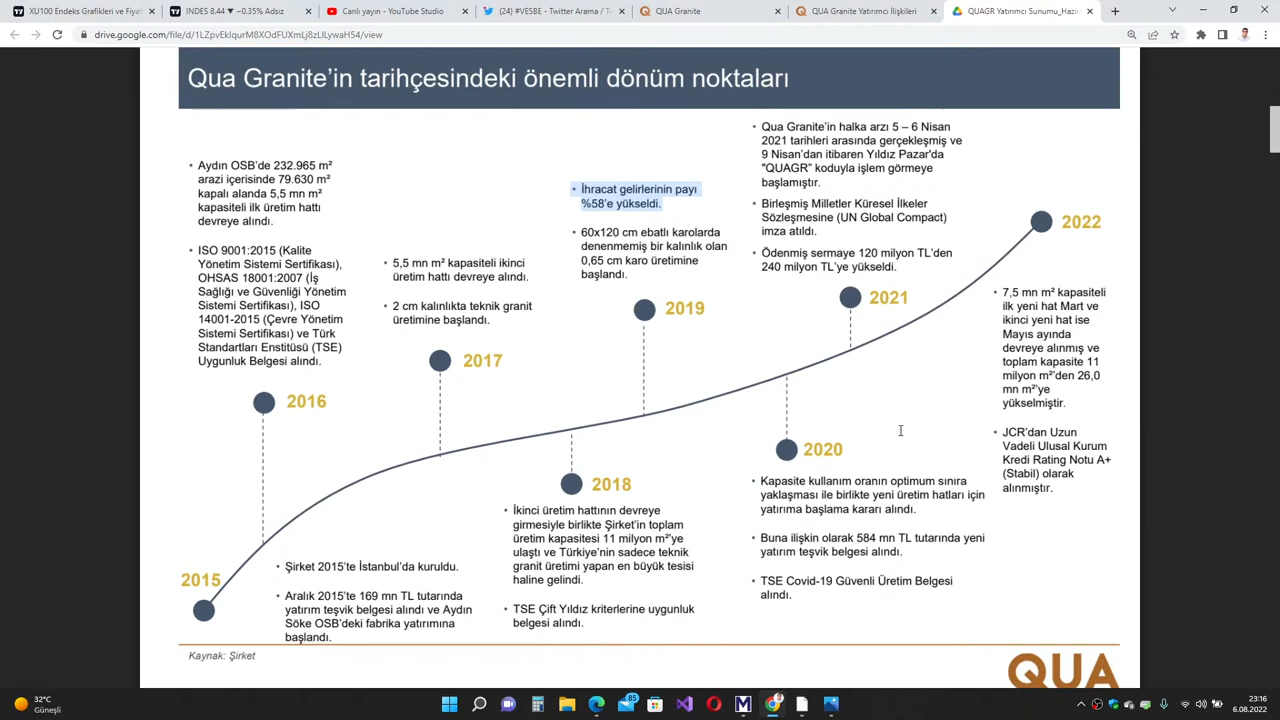 XU100 Endeks Grafikleri ve Fiyat
INDES 8.44 ▼ −0.35% Adsız
Canlı yayın - YouTube Studio
(24) #VESBE - Twitter Arama / T
QUA Granite
QUA Granite Yatırımcı İlişkileri
QUAGR Yatırımcı Sunum_Hazi
drive.google.com/file/d/1LZpvEkIqurM8XOdFUXmLj8zLILywaH54/view
Qua Granite’in tarihçesindeki önemli dönüm noktaları
• Aydın OSB’de 232.965 m²
arazi içerisinde 79.630 m²
kapalı alanda 5,5 mn m²
kapasiteli ilk üretim hattı
devreye alındı.
• ISO 9001:2015 (Kalite
Yönetim Sistemi Sertifikası),
OHSAS 18001:2007 (İş
Sağlığı ve Güvenliği Yönetim
Sistemi Sertifikası), ISO
14001-2015 (Çevre Yönetim
Sistemi Sertifikası) ve Türk
Standartları Enstitüsü (TSE)
Uygunluk Belgesi alındı.
2016
• 5,5 mn m² kapasiteli ikinci
üretim hattı devreye alındı.
• 2 cm kalınlıkta teknik granit
üretimine başlandı.
2017
• İhracat gelirlerinin payı
%58’e yükseldi.
• 60x120 cm ebatlı karolarda
denenmemiş bir kalınlık olan
0,65 cm karo üretimine
başlandı.
2019
• Qua Granite’in halka arzı 5 – 6 Nisan
2021 tarihleri arasında gerçekleşmiş ve
9 Nisan’dan itibaren Yıldız Pazar'da
"QUAGR” koduyla işlem görmeye
başlamıştır.
• Birleşmiş Milletler Küresel İlkeler
Sözleşmesine (UN Global Compact)
imza atıldı.
• Ödenmiş sermaye 120 milyon TL’den
240 milyon TL’ye yükseldi.
2021
2022
• 7,5 mn m² kapasiteli
ilk yeni hat Mart ve
ikinci yeni hat ise
Mayıs ayında
devreye alınmış ve
toplam kapasite 11
milyon m²’den 26,0
mn m²’ye
yükselmiştir.
• JCR’dan Uzun
Vadeli Ulusal Kurum
Kredi Rating Notu A+
(Stabil) olarak
alınmıştır.
2015
• Şirket 2015’te İstanbul’da kuruldu.
• Aralık 2015’te 169 mn TL tutarında
yatırım teşvik belgesi alındı ve Aydın
Söke OSB’deki fabrika yatırımına
başlandı.
2018
• İkinci üretim hattının devreye
girmesiyle birlikte Şirket’in toplam
üretim kapasitesi 11 milyon m²’ye
ulaştı ve Türkiye’nin sadece teknik
granit üretimi yapan en büyük tesisi
haline gelindi.
• TSE Çift Yıldız kriterlerine uygunluk
belgesi alındı.
2020
• Kapasite kullanım oranın optimum sınıra
yaklaşması ile birlikte yeni üretim hatları için
yatırıma başlama kararı alındı.
• Buna ilişkin olarak 584 mn TL tutarında yeni
yatırım teşvik belgesi alındı.
• TSE Covid-19 Güvenli Üretim Belgesi
alındı.
Kaynak: Şirket
QUA
32°C
Güneşli
85
23:16
6.08.2022